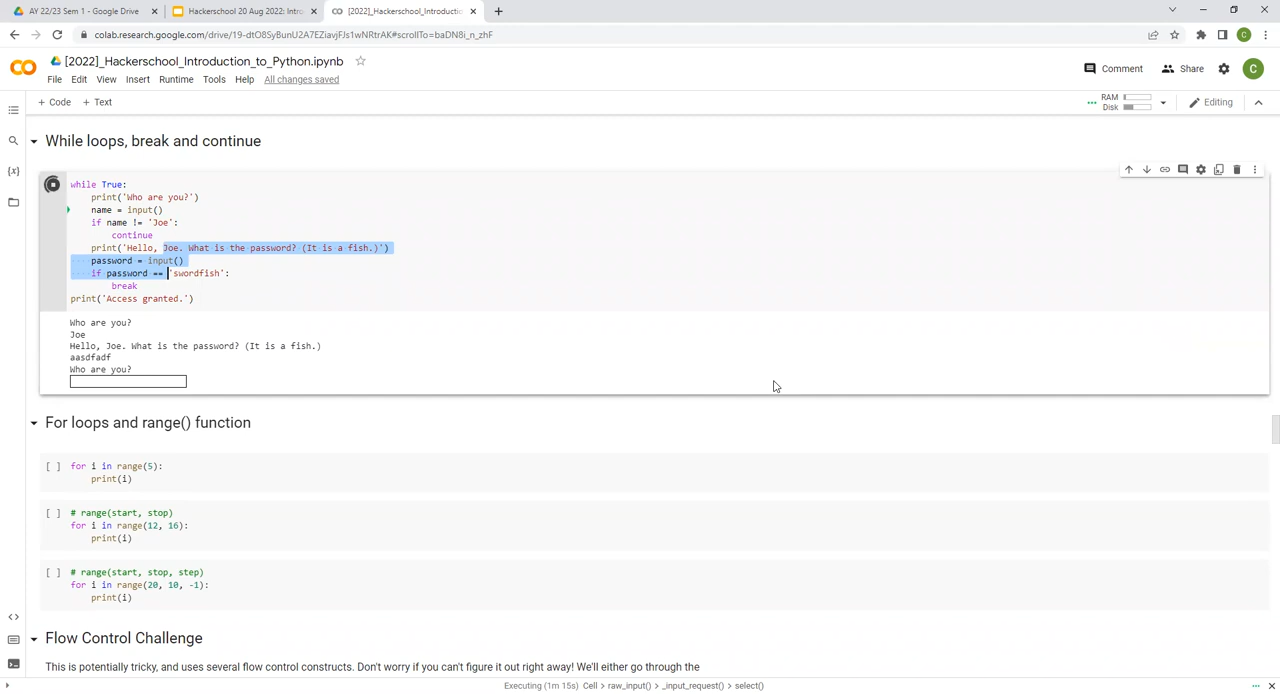 AY 22/23 Sem 1 - Google Drive
Hackerschool 20 Aug 2022: Intro
[2022]_Hackerschool_Introductio
colab.research.google.com/drive/19-dtO8SyBunU2A7EZiavjFJs1wNRtrAK#scrollTo=baDN8i_n_zhF
C
[2022]_Hackerschool_Introduction_to_Python.ipynb
File Edit View Insert Runtime Tools Help All changes saved
Comment Share C
+ Code + Text
RAM
Disk
Editing
While loops, break and continue
while True:
print('Who are you?')
name = input()
if name != 'Joe':
continue
print('Hello, Joe. What is the password? (It is a fish.)')
password = input()
if password == 'swordfish':
break
print('Access granted.')
Who are you?
Joe
Hello, Joe. What is the password? (It is a fish.)
aasdfadf
Who are you?
For loops and range() function
[ ] for i in range(5):
print(i)
[ ] # range(start, stop)
for i in range(12, 16):
print(i)
[ ] # range(start, stop, step)
for i in range(20, 10, -1):
print(i)
Flow Control Challenge
This is potentially tricky, and uses several flow control constructs. Don't worry if you can't figure it out right away! We'll either go through the
Executing (1m 15s) Cell > raw_input() > _input_request() > select()